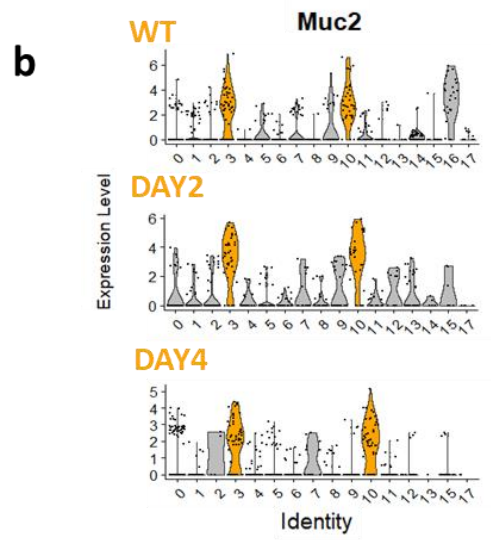 b
Muc2
WT
6
4
2
0
0 1 2 3 4 5 6 7 8 9 10 11 12 13 14 15 16 17
Expression Level
DAY2
6
4
2
0
0 1 2 3 4 5 6 7 8 9 10 11 12 13 14 15 17
DAY4
5
4
3
2
1
0
0 1 2 3 4 5 6 7 8 9 10 11 12 13 15 17
Identity